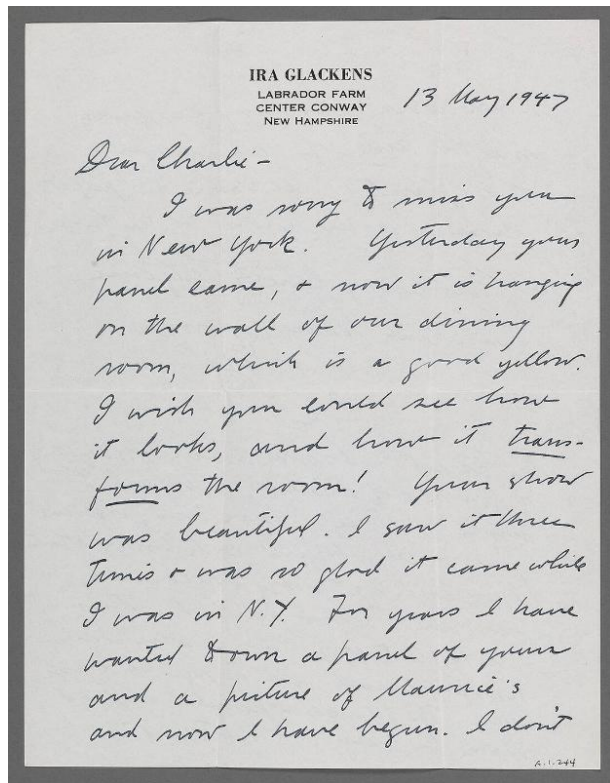 IRA GLACKENS
LABRADOR FARM
CENTER CONWAY
NEW HAMPSHIRE
13 May 1947
Dear Charlie –
I was sorry to miss you
in New York. Yesterday your
panel came, & now it is hanging
on the wall of our dining
room, which is a good yellow.
I wish you could see how
it looks, and how it trans-
forms the room! Your show
was beautiful. I saw it three
times & was so glad it came while
I was in N.Y. For years I have
wanted to own a panel of yours
and a picture of Maurice's
and now I have begun. I don't
A.1.244